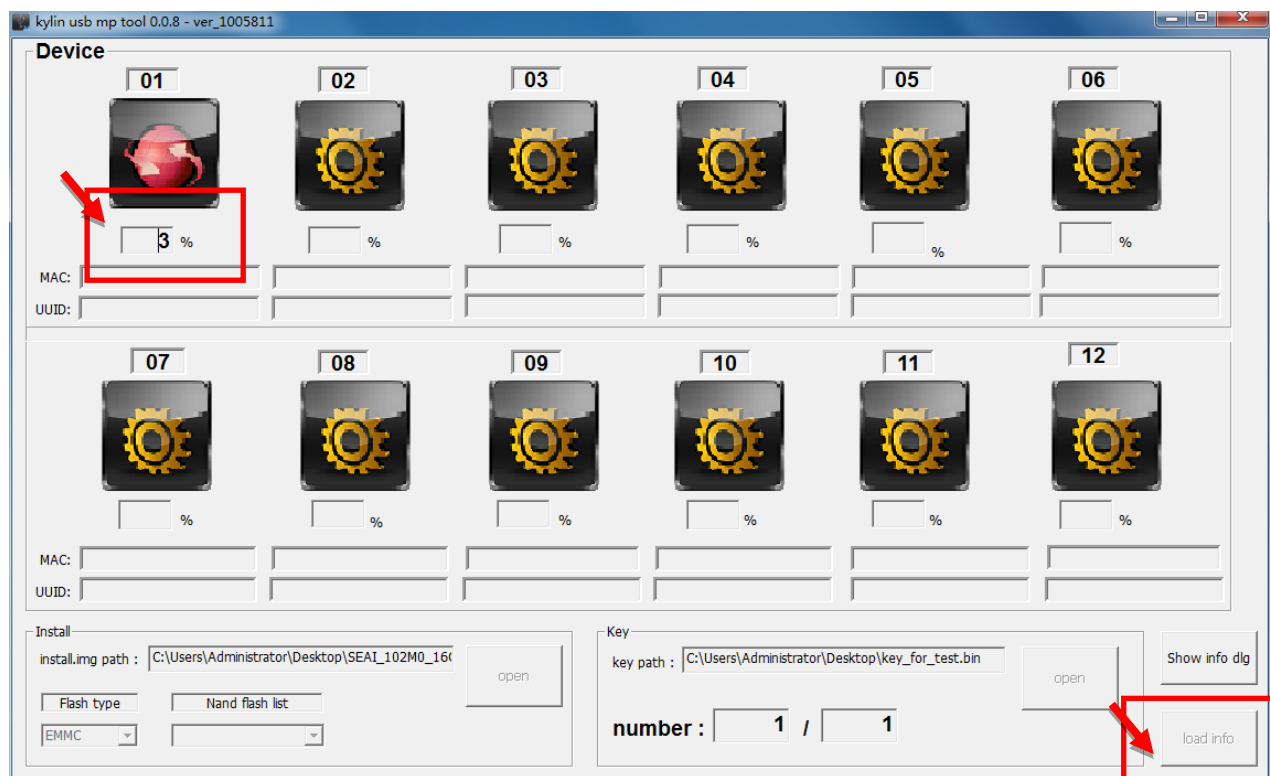 kylin usb mp tool 0.0.8 - ver_1005811
Device
01 02 03 04 05 06
3 % % % % % %
MAC:
UUID:
07 08 09 10 11 12
% % % % % %
MAC:
UUID:
Install
install.img path : C:\Users\Administrator\Desktop\SEAI_102M0_16(
open
Flash type Nand flash list
EMMC
Key
key path : C:\Users\Administrator\Desktop\key_for_test.bin
open
number : 1 / 1
Show info dlg
load info